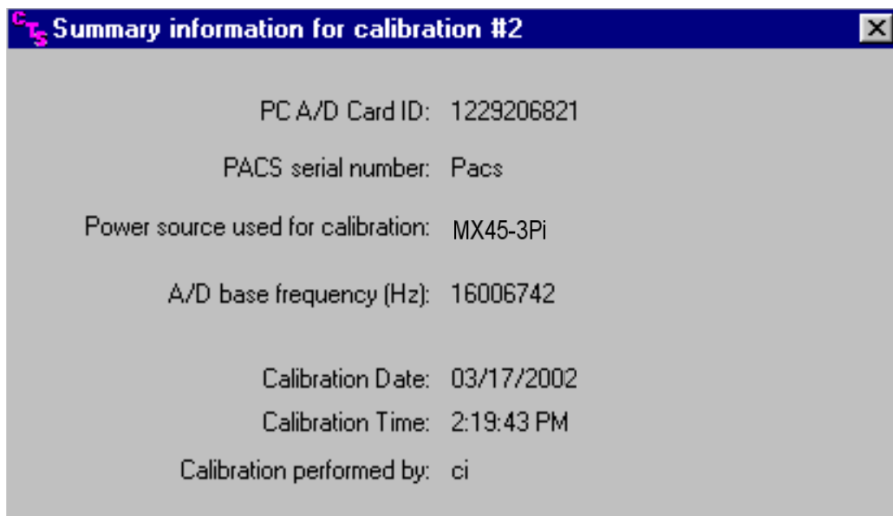 CTS Summary information for calibration #2
PC A/D Card ID: 1229206821
PACS serial number: Pacs
Power source used for calibration: MX45-3Pi
A/D base frequency (Hz): 16006742
Calibration Date: 03/17/2002
Calibration Time: 2:19:43 PM
Calibration performed by: ci